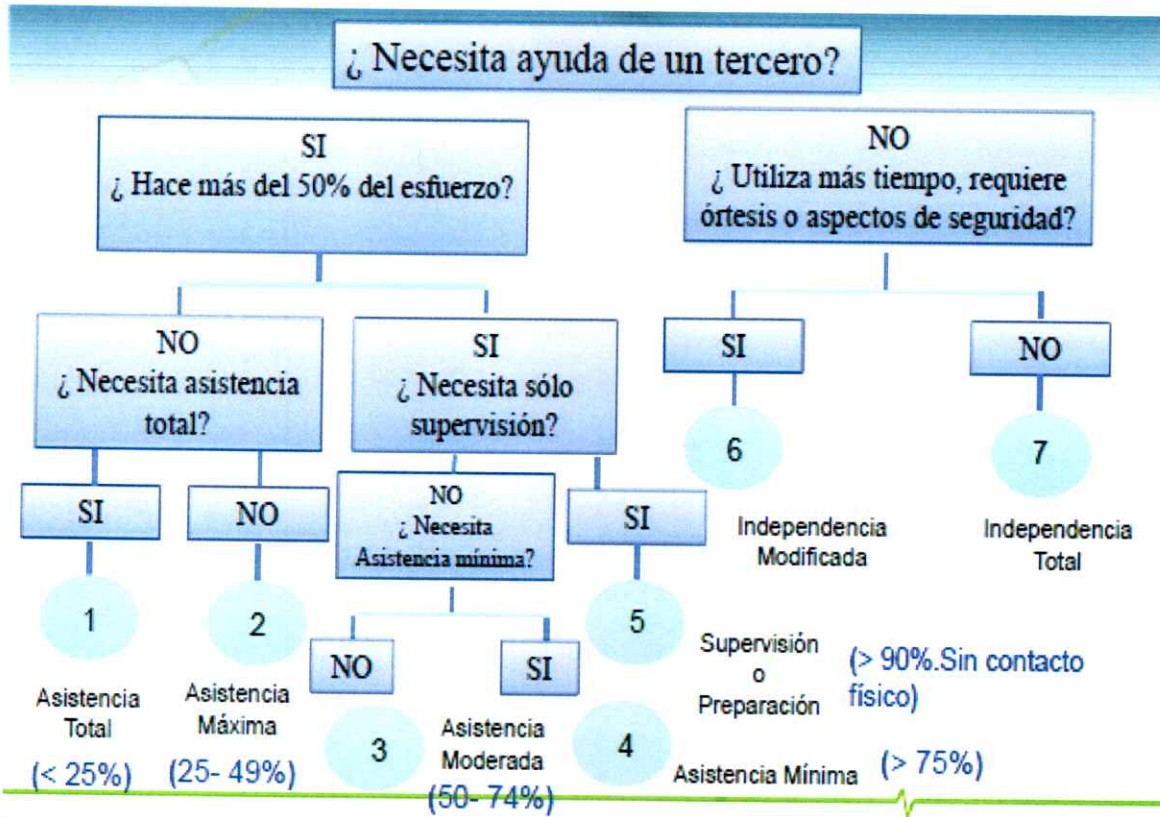 ¿ Necesita ayuda de un tercero?
SI
¿ Hace más del 50% del esfuerzo?
NO
¿ Utiliza más tiempo, requiere
órtesis o aspectos de seguridad?
NO
¿ Necesita asistencia
total?
SI
¿ Necesita sólo
supervisión?
SI
NO
SI
NO
NO
¿ Necesita
Asistencia mínima?
SI
6
Independencia
Modificada
7
Independencia
Total
1
Asistencia
Total
(< 25%)
2
Asistencia
Máxima
(25- 49%)
NO
SI
3
Asistencia
Moderada
(50- 74%)
4
Asistencia Mínima
(> 75%)
5
Supervisión
o
Preparación
(> 90%.Sin contacto
físico)